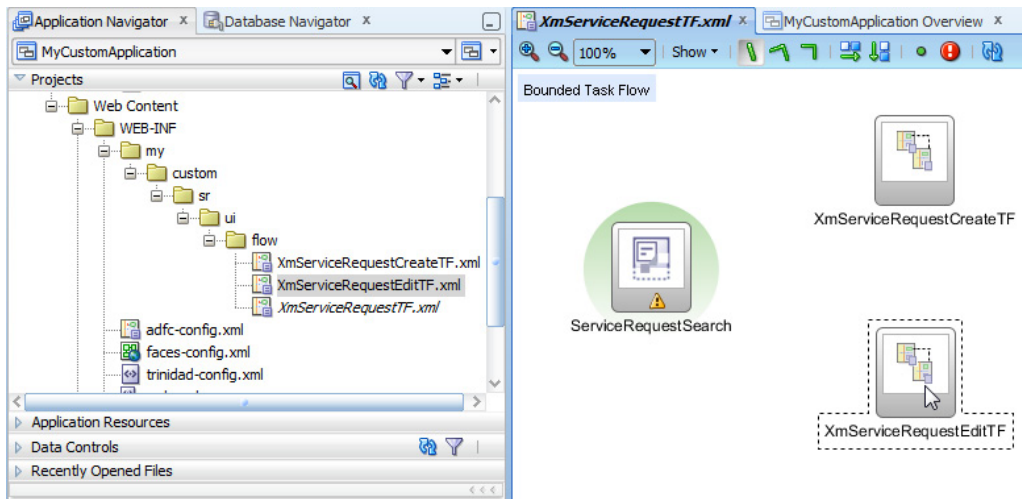 Application Navigator x
Database Navigator x
MyCustomApplication
Projects
Web Content
WEB-INF
my
custom
sr
ui
flow
XmServiceRequestCreateTF.xml
XmServiceRequestEditTF.xml
XmServiceRequestTF.xml
adfc-config.xml
faces-config.xml
trinidad-config.xml
Application Resources
Data Controls
Recently Opened Files
XmServiceRequestTF.xml x
MyCustomApplication Overview x
100% Show
Bounded Task Flow
XmServiceRequestCreateTF
ServiceRequestSearch
XmServiceRequestEditTF